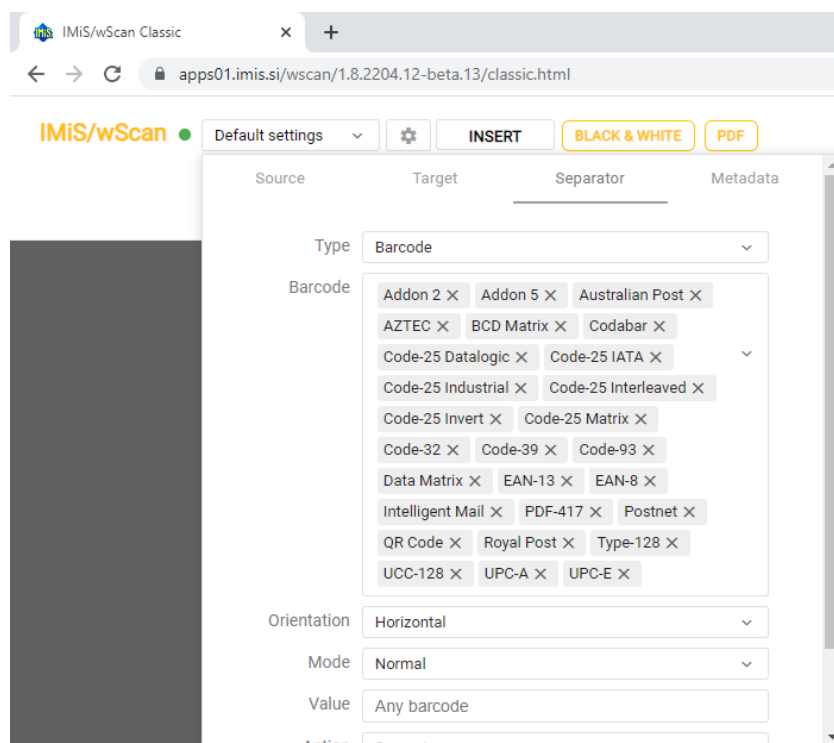 IMiS/wScan Classic
apps01.imis.si/wscan/1.8.2204.12-beta.13/classic.html
IMiS/wScan Default settings INSERT BLACK & WHITE PDF
Source Target Separator Metadata
Type Barcode
Barcode
Addon 2 Addon 5 Australian Post
AZTEC BCD Matrix Codabar
Code-25 Datalogic Code-25 IATA
Code-25 Industrial Code-25 Interleaved
Code-25 Invert Code-25 Matrix
Code-32 Code-39 Code-93
Data Matrix EAN-13 EAN-8
Intelligent Mail PDF-417 Postnet
QR Code Royal Post Type-128
UCC-128 UPC-A UPC-E
Orientation Horizontal
Mode Normal
Value Any barcode